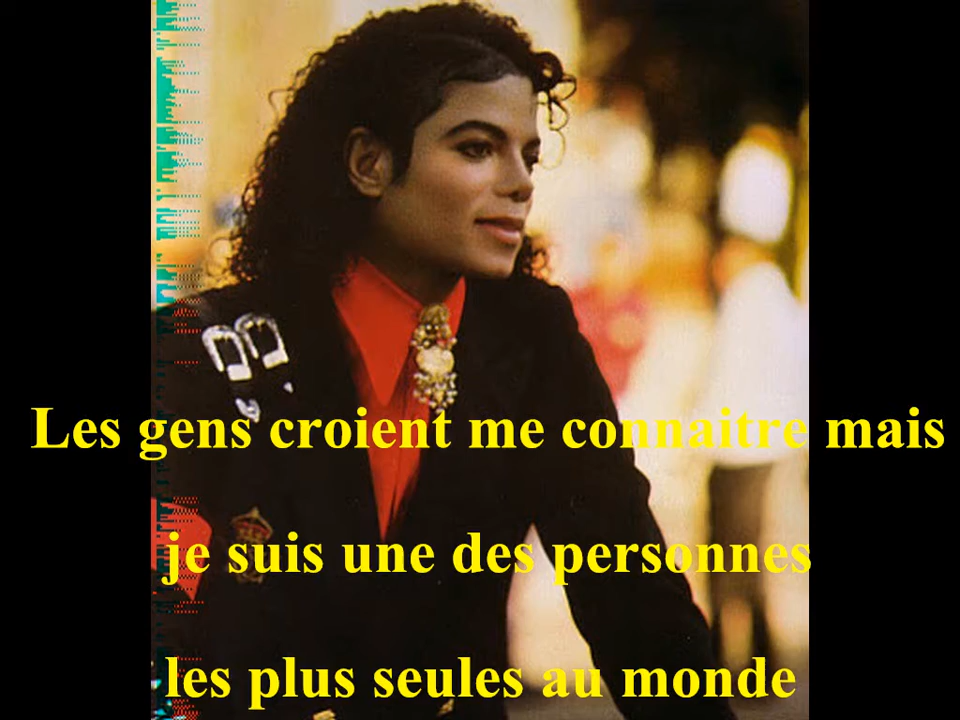 Les gens croient me connaitre mais
je suis une des personnes
les plus seules au monde